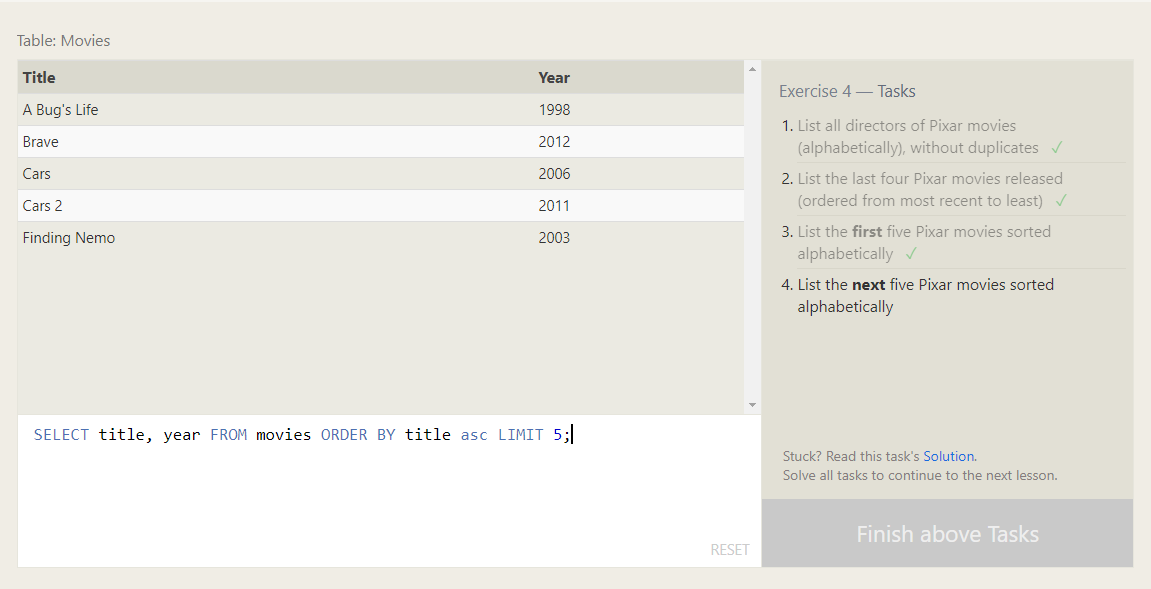 Table: Movies
Title Year
A Bug's Life 1998
Brave 2012
Cars 2006
Cars 2 2011
Finding Nemo 2003
SELECT title, year FROM movies ORDER BY title asc LIMIT 5;
RESET
Exercise 4 — Tasks
1. List all directors of Pixar movies
(alphabetically), without duplicates ✓
2. List the last four Pixar movies released
(ordered from most recent to least) ✓
3. List the first five Pixar movies sorted
alphabetically ✓
4. List the next five Pixar movies sorted
alphabetically
Stuck? Read this task's Solution.
Solve all tasks to continue to the next lesson.
Finish above Tasks